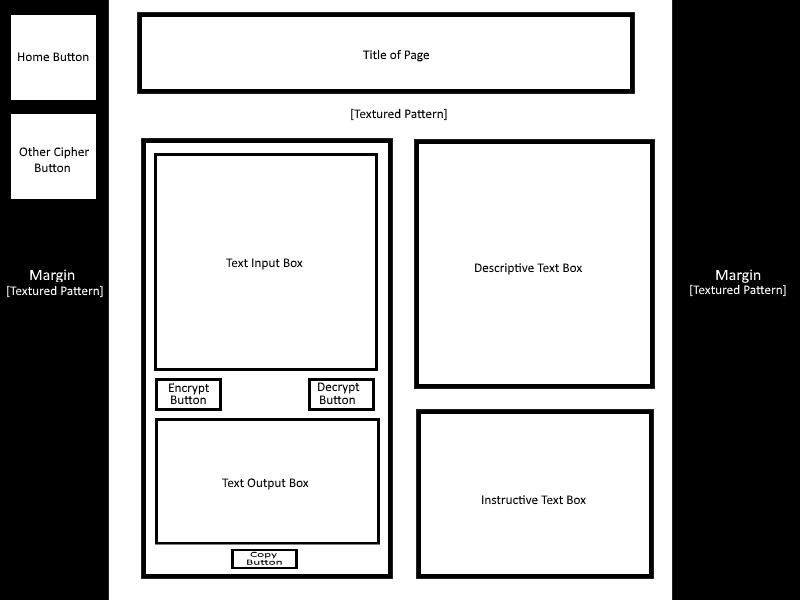 Home Button
Title of Page
[Textured Pattern]
Other Cipher
Button
Text Input Box
Descriptive Text Box
Margin
[Textured Pattern]
Margin
[Textured Pattern]
Encrypt
Button
Decrypt
Button
Text Output Box
Instructive Text Box
Copy
Button